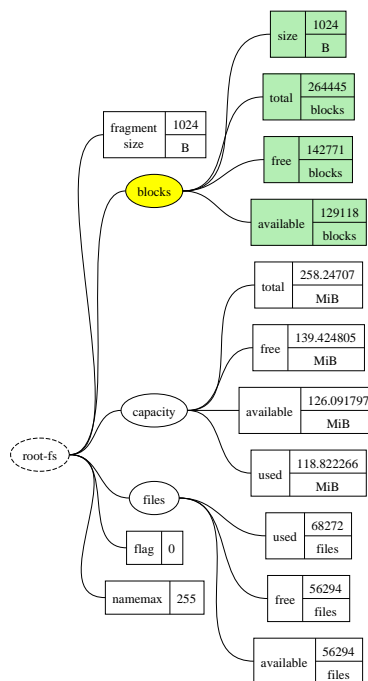 size 1024
B
total 264445
blocks
fragment size 1024
B
free 142771
blocks
blocks
available 129118
blocks
total 258.24707
MiB
free 139.424805
MiB
capacity
available 126.091797
MiB
used 118.822266
MiB
root-fs
files
used 68272
files
flag 0
free 56294
files
namemax 255
available 56294
files